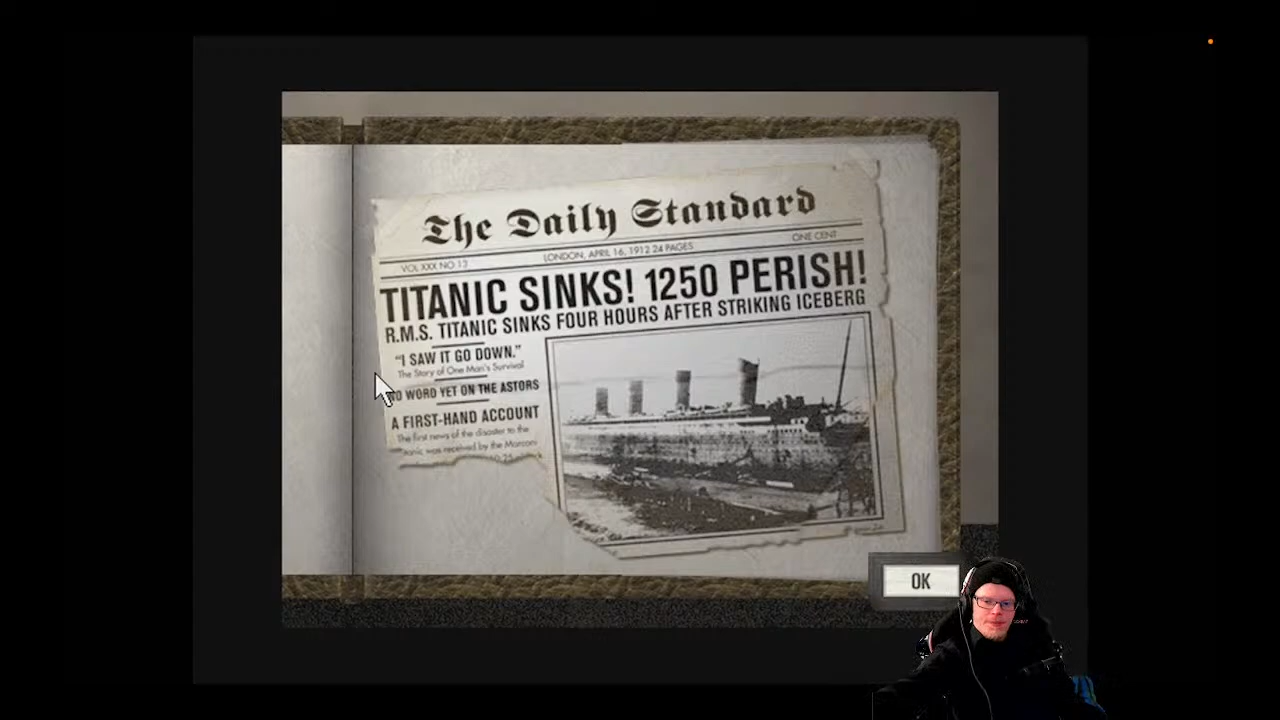 The Daily Standard
VOL XXX NO 13 LONDON, APRIL 16, 1912 24 PAGES ONE CENT
TITANIC SINKS! 1250 PERISH!
R.M.S. TITANIC SINKS FOUR HOURS AFTER STRIKING ICEBERG
"I SAW IT GO DOWN."
The Story of One Man's Survival
WORD YET ON THE ASTORS
A FIRST-HAND ACCOUNT
The first news of the disaster to the
was received by the Marconi
OK